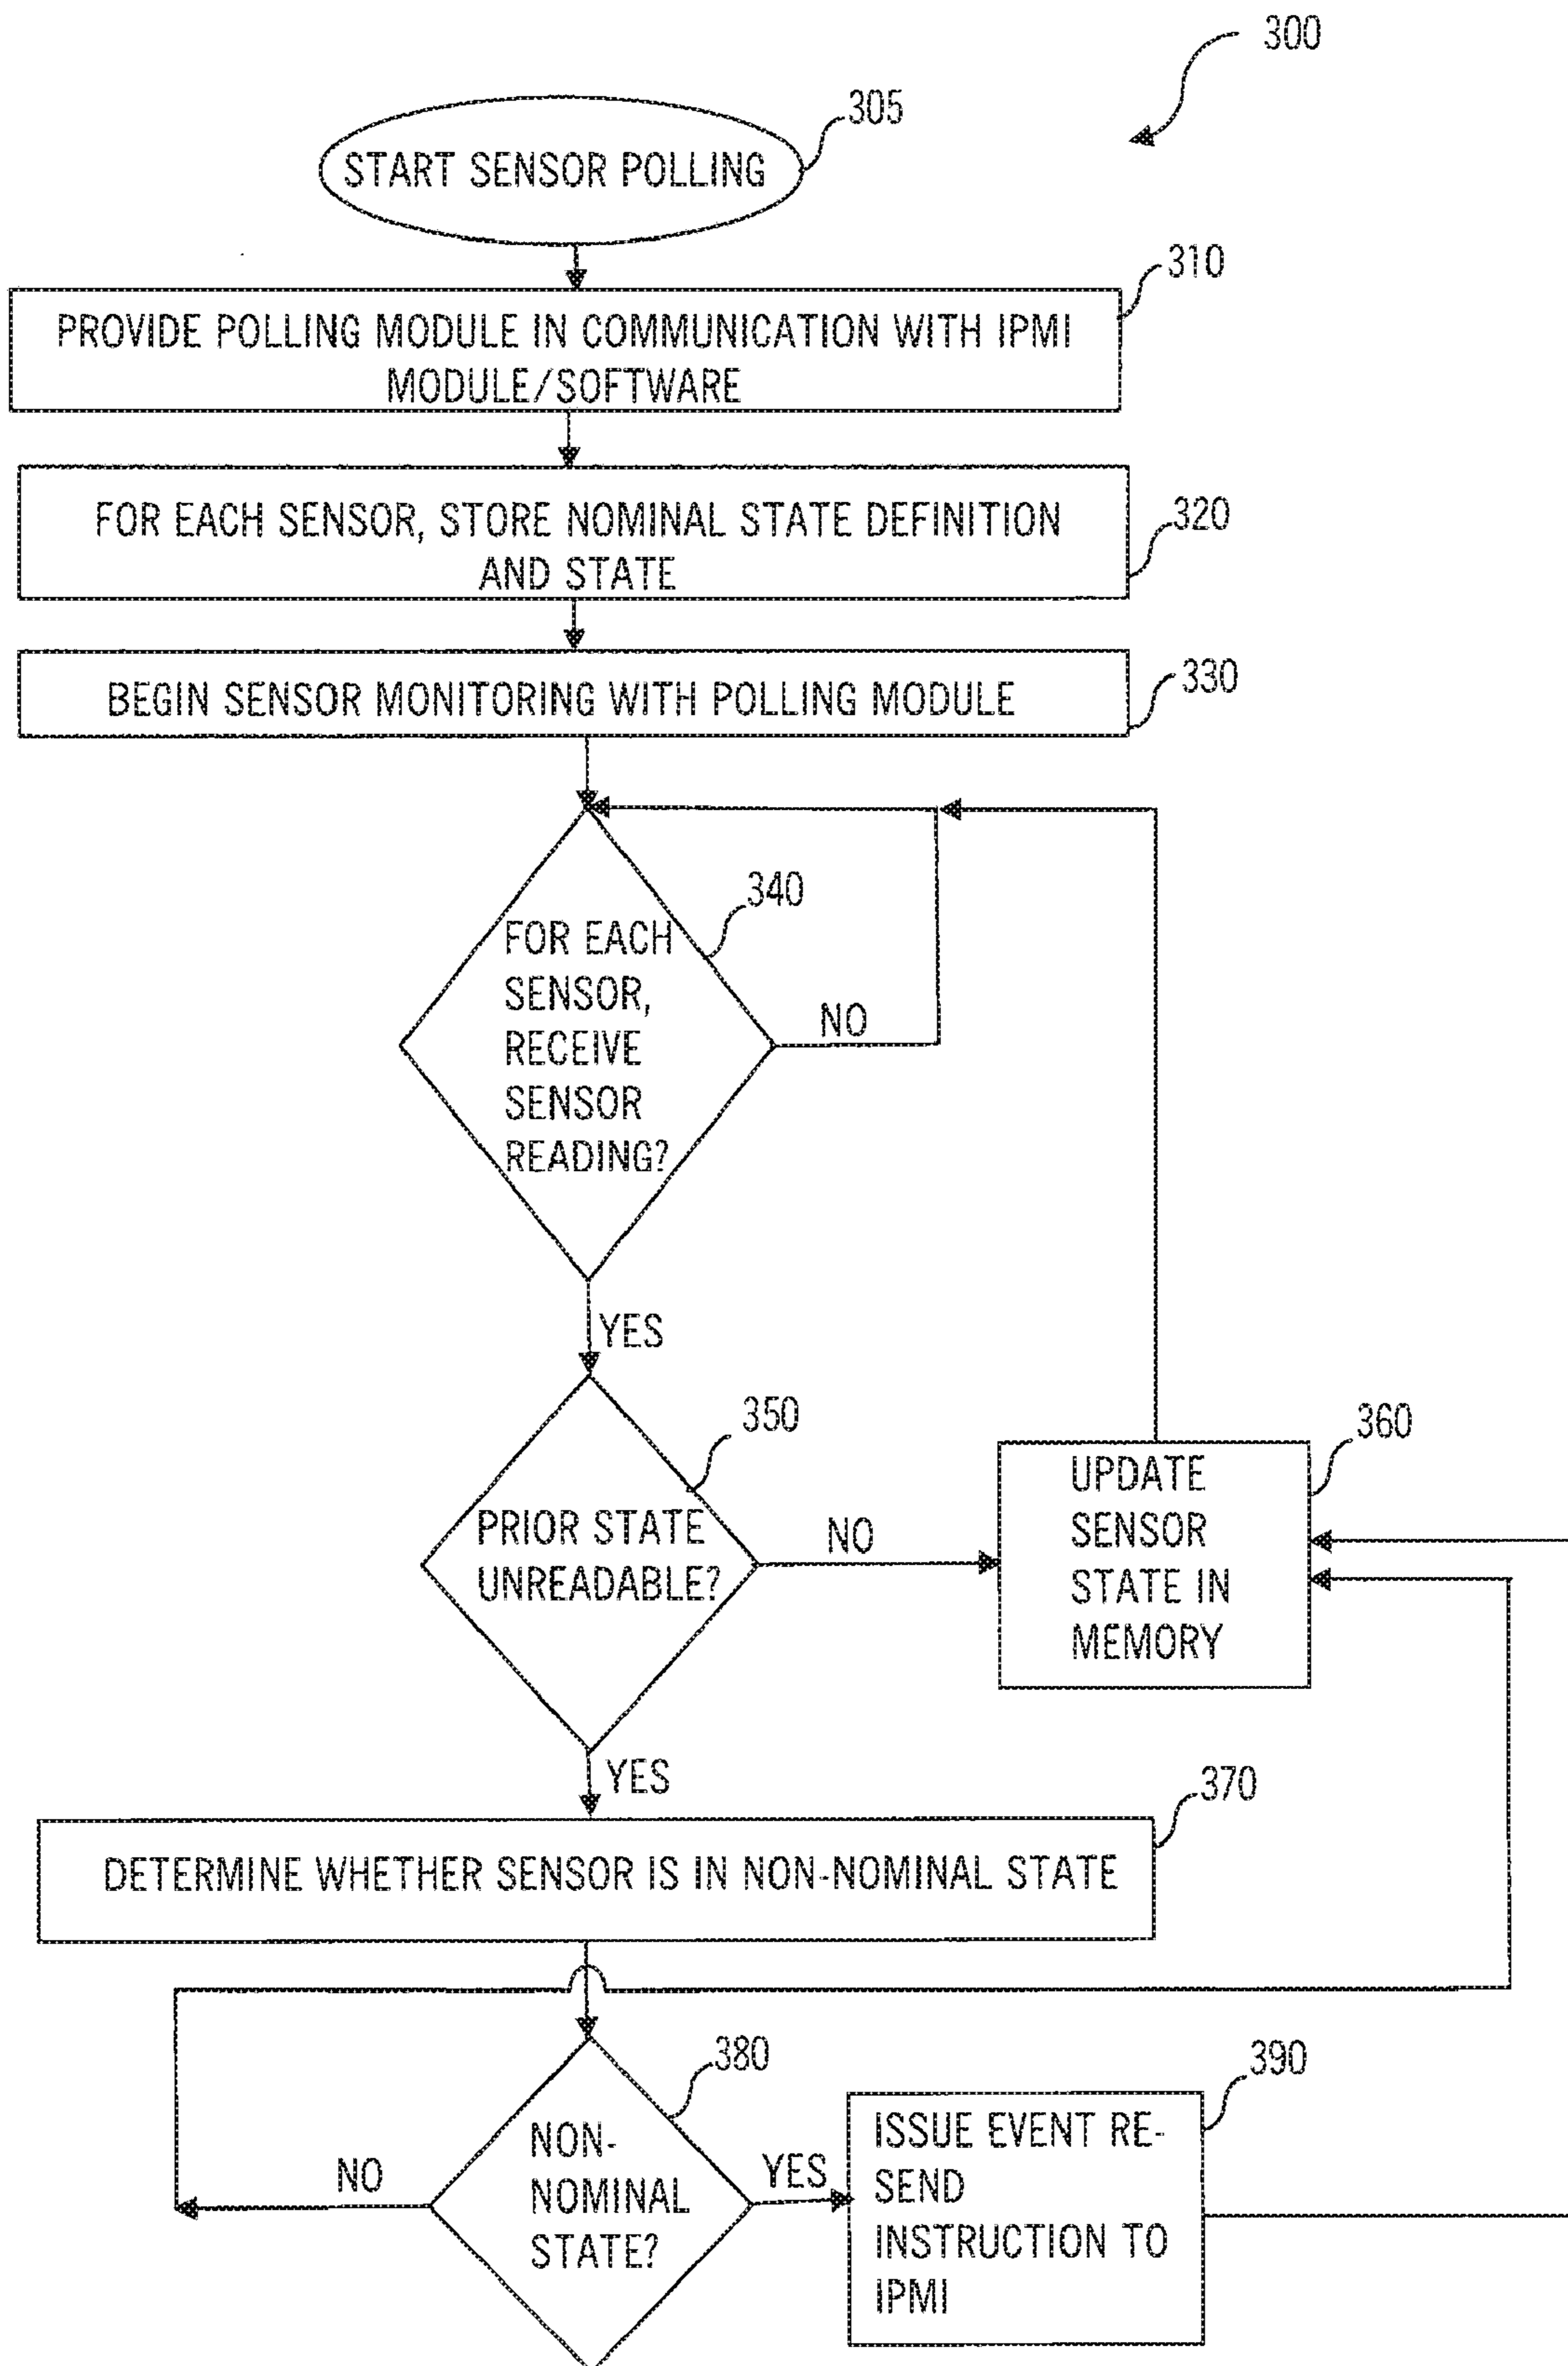 300
305
START SENSOR POLLING
310
PROVIDE POLLING MODULE IN COMMUNICATION WITH IPMI
MODULE/SOFTWARE
FOR EACH SENSOR, STORE NOMINAL STATE DEFINITION
AND STATE
320
BEGIN SENSOR MONITORING WITH POLLING MODULE
330
340
FOR EACH
SENSOR,
RECEIVE
SENSOR
READING?
NO
YES
350
PRIOR STATE
UNREADABLE?
NO
360
UPDATE
SENSOR
STATE IN
MEMORY
YES
370
DETERMINE WHETHER SENSOR IS IN NON-NOMINAL STATE
380
NON-
NOMINAL
STATE?
NO
YES
390
ISSUE EVENT RE-
SEND
INSTRUCTION TO
IPMI